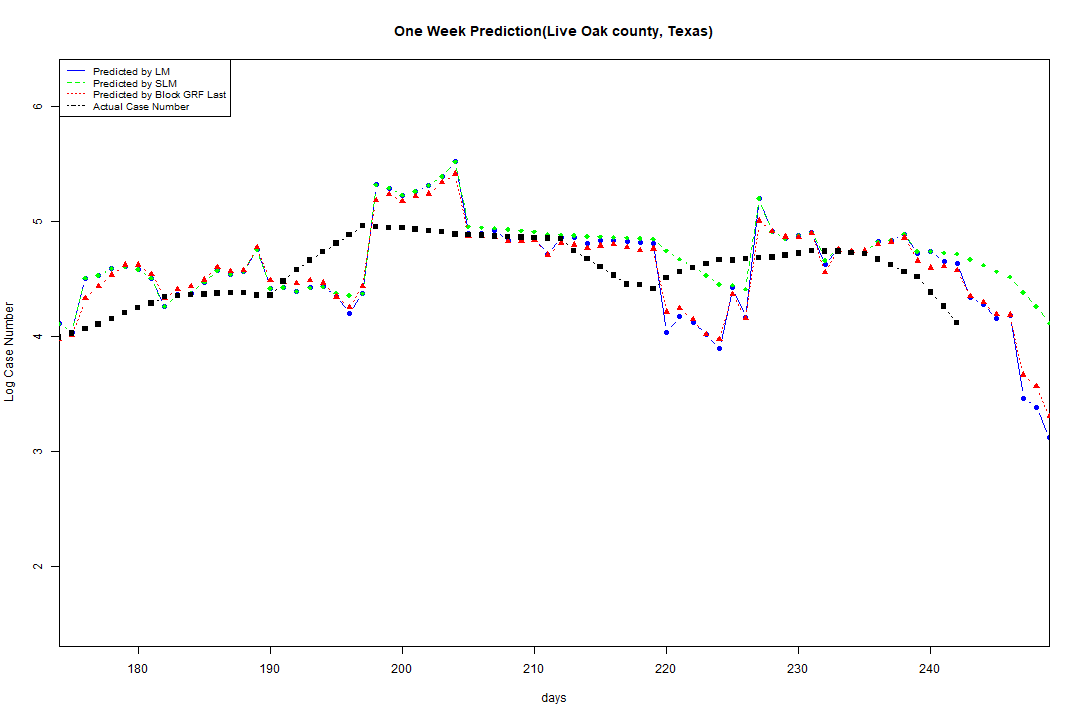 One Week Prediction(Live Oak county, Texas)
Predicted by LM
Predicted by SLM
Predicted by Block GRF Last
Actual Case Number
6
5
4
3
2
Log Case Number
180 190 200 210 220 230 240
days